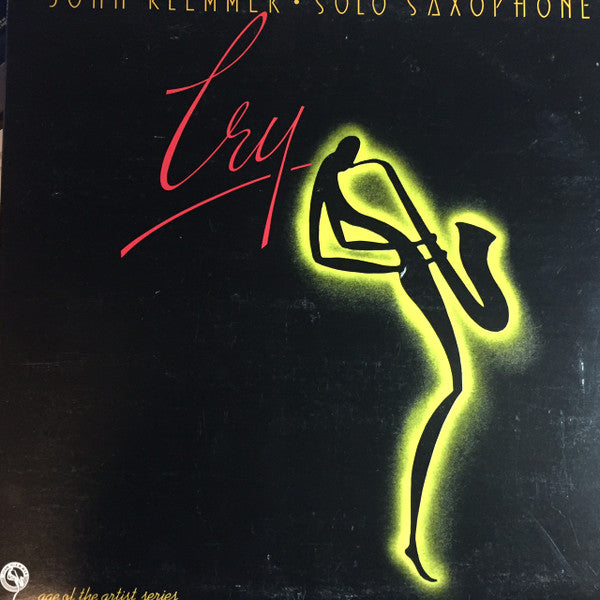 JOHN KLEMMER • SOLO SAXOPHONE
Cry
age of the artist series